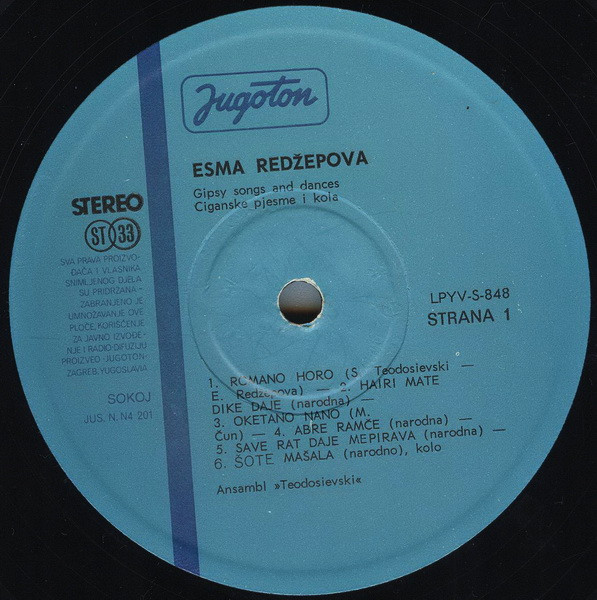 Jugoton
ESMA REDŽEPOVA
Gipsy songs and dances
Ciganske pjesme i kola
STEREO
ST 33
SVA PRAVA PROIZVO-
ĐAČA I VLASNIKA
SNIMLJENOG DJELA
SU PRIDRŽANA –
ZABRANJENO JE
UMNOŽAVANJE OVE
PLOČE, KORIŠĆENJE
ZA JAVNO IZVOĐE-
NJE I RADIO-DIFUZIJU
PROIZVEO »JUGOTON«
ZAGREB, YUGOSLAVIA
SOKOJ
JUS. N. N4 201
LPYV-S-848
STRANA 1
1. ROMANO HORO (S. Teodosievski —
E. Redžepova) — 2. HAIRI MATE
DIKE DAJE (narodna) —
3. OKETANO NANO (M.
Čun) — 4. ABRE RAMČE (narodna) —
5. SAVE RAT DAJE MEPIRAVA (narodna) —
6. ŠOTE MAŠALA (narodno), kolo
Ansambl »Teodosievski«